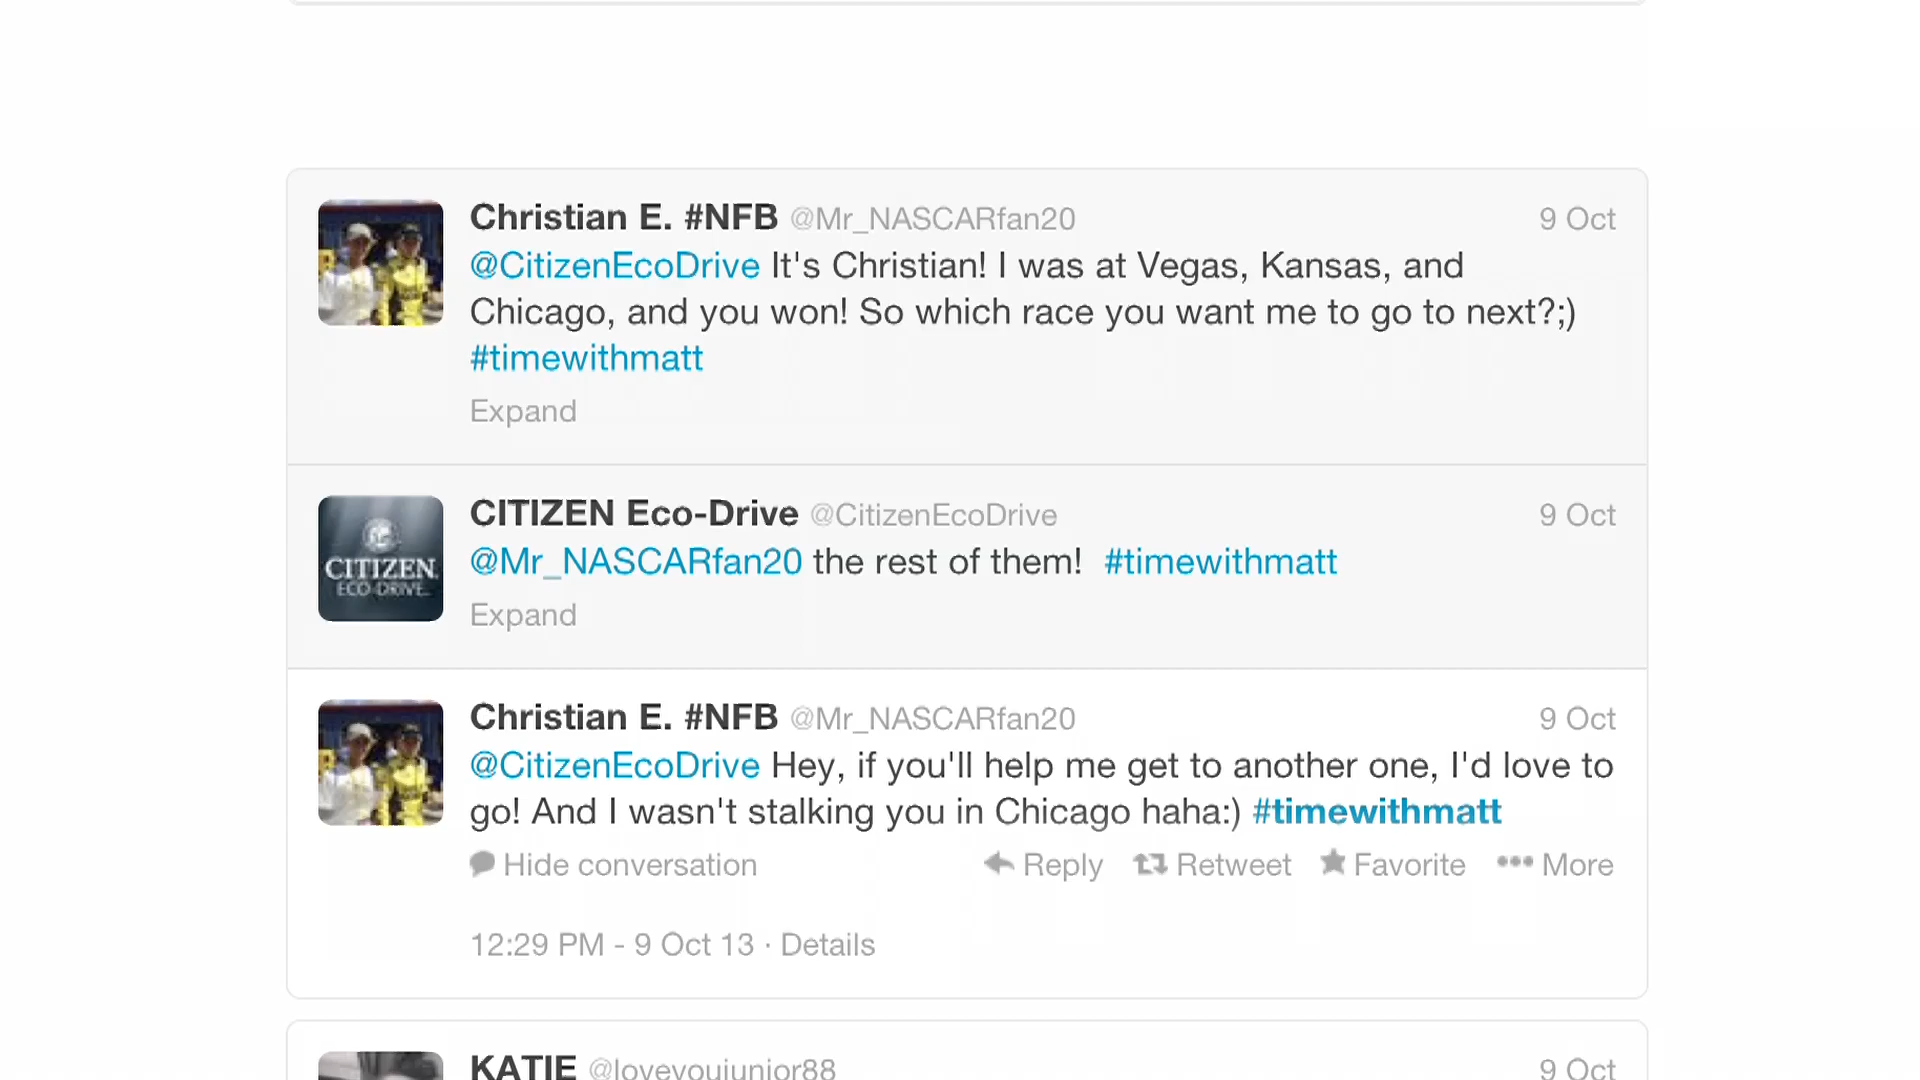 Christian E. #NFB @Mr_NASCARfan20 9 Oct
@CitizenEcoDrive It's Christian! I was at Vegas, Kansas, and
Chicago, and you won! So which race you want me to go to next?;)
#timewithmatt
Expand
CITIZEN Eco-Drive @CitizenEcoDrive 9 Oct
@Mr_NASCARfan20 the rest of them! #timewithmatt
CITIZEN
ECO-DRIVE
Expand
Christian E. #NFB @Mr_NASCARfan20 9 Oct
@CitizenEcoDrive Hey, if you'll help me get to another one, I'd love to
go! And I wasn't stalking you in Chicago haha:) #timewithmatt
Hide conversation Reply Retweet Favorite More
12:29 PM - 9 Oct 13 · Details
KATIE @loveyoujunior88 9 Oct